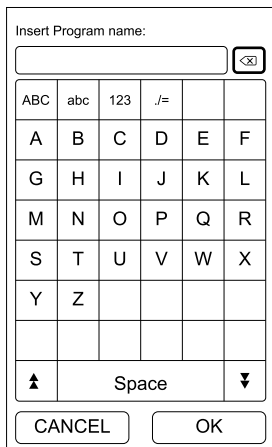 Insert Program name:
ABC abc 123 ./=
A B C D E F
G H I J K L
M N O P Q R
S T U V W X
Y Z
Space
CANCEL OK